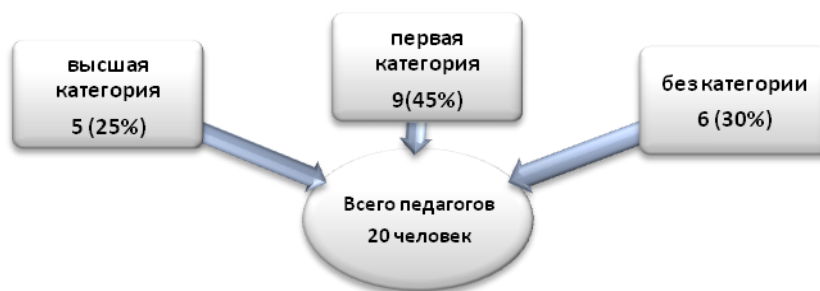 высшая
категория
5 (25%)
первая
категория
9(45%)
без категории
6 (30%)
Всего педагогов
20 человек